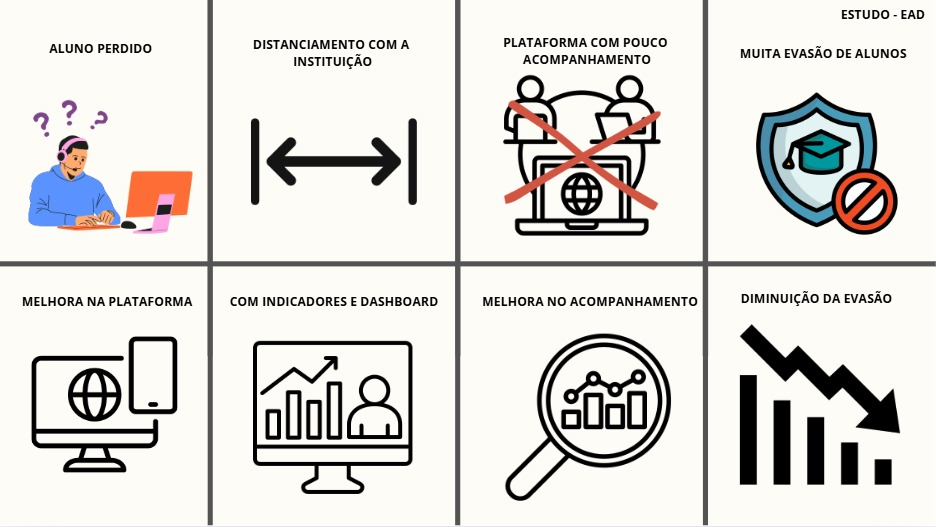 ESTUDO - EAD
ALUNO PERDIDO
DISTANCIAMENTO COM A
INSTITUIÇÃO
PLATAFORMA COM POUCO
ACOMPANHAMENTO
MUITA EVASÃO DE ALUNOS
? ? ?
MELHORA NA PLATAFORMA
COM INDICADORES E DASHBOARD
MELHORA NO ACOMPANHAMENTO
DIMINUIÇÃO DA EVASÃO